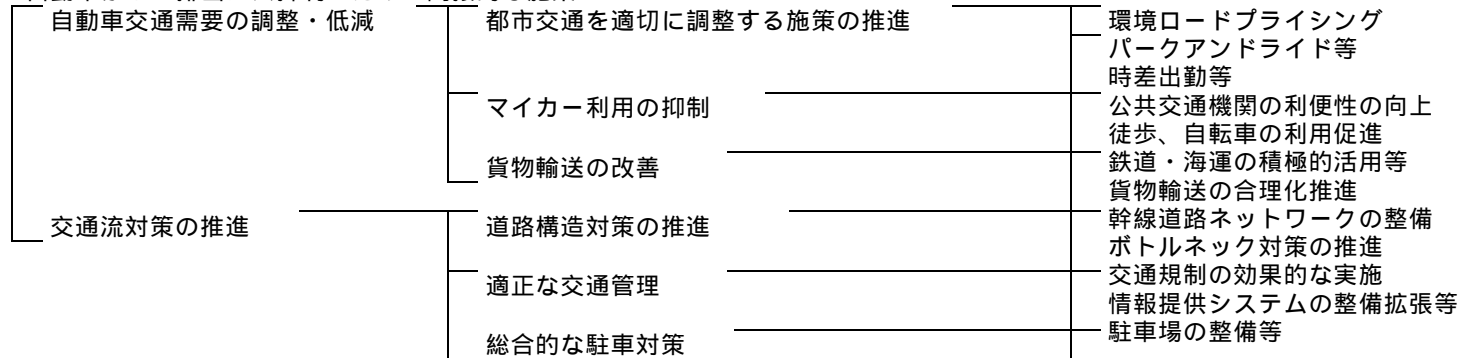 自動車交通需要の調整・低減
都市交通を適切に調整する施策の推進
環境ロードプライシング
パークアンドライド等
時差出勤等
マイカー利用の抑制
公共交通機関の利便性の向上
徒歩、自転車の利用促進
貨物輸送の改善
鉄道・海運の積極的活用等
貨物輸送の合理化推進
交通流対策の推進
道路構造対策の推進
幹線道路ネットワークの整備
ボトルネック対策の推進
適正な交通管理
交通規制の効果的な実施
情報提供システムの整備拡張等
総合的な駐車対策
駐車場の整備等